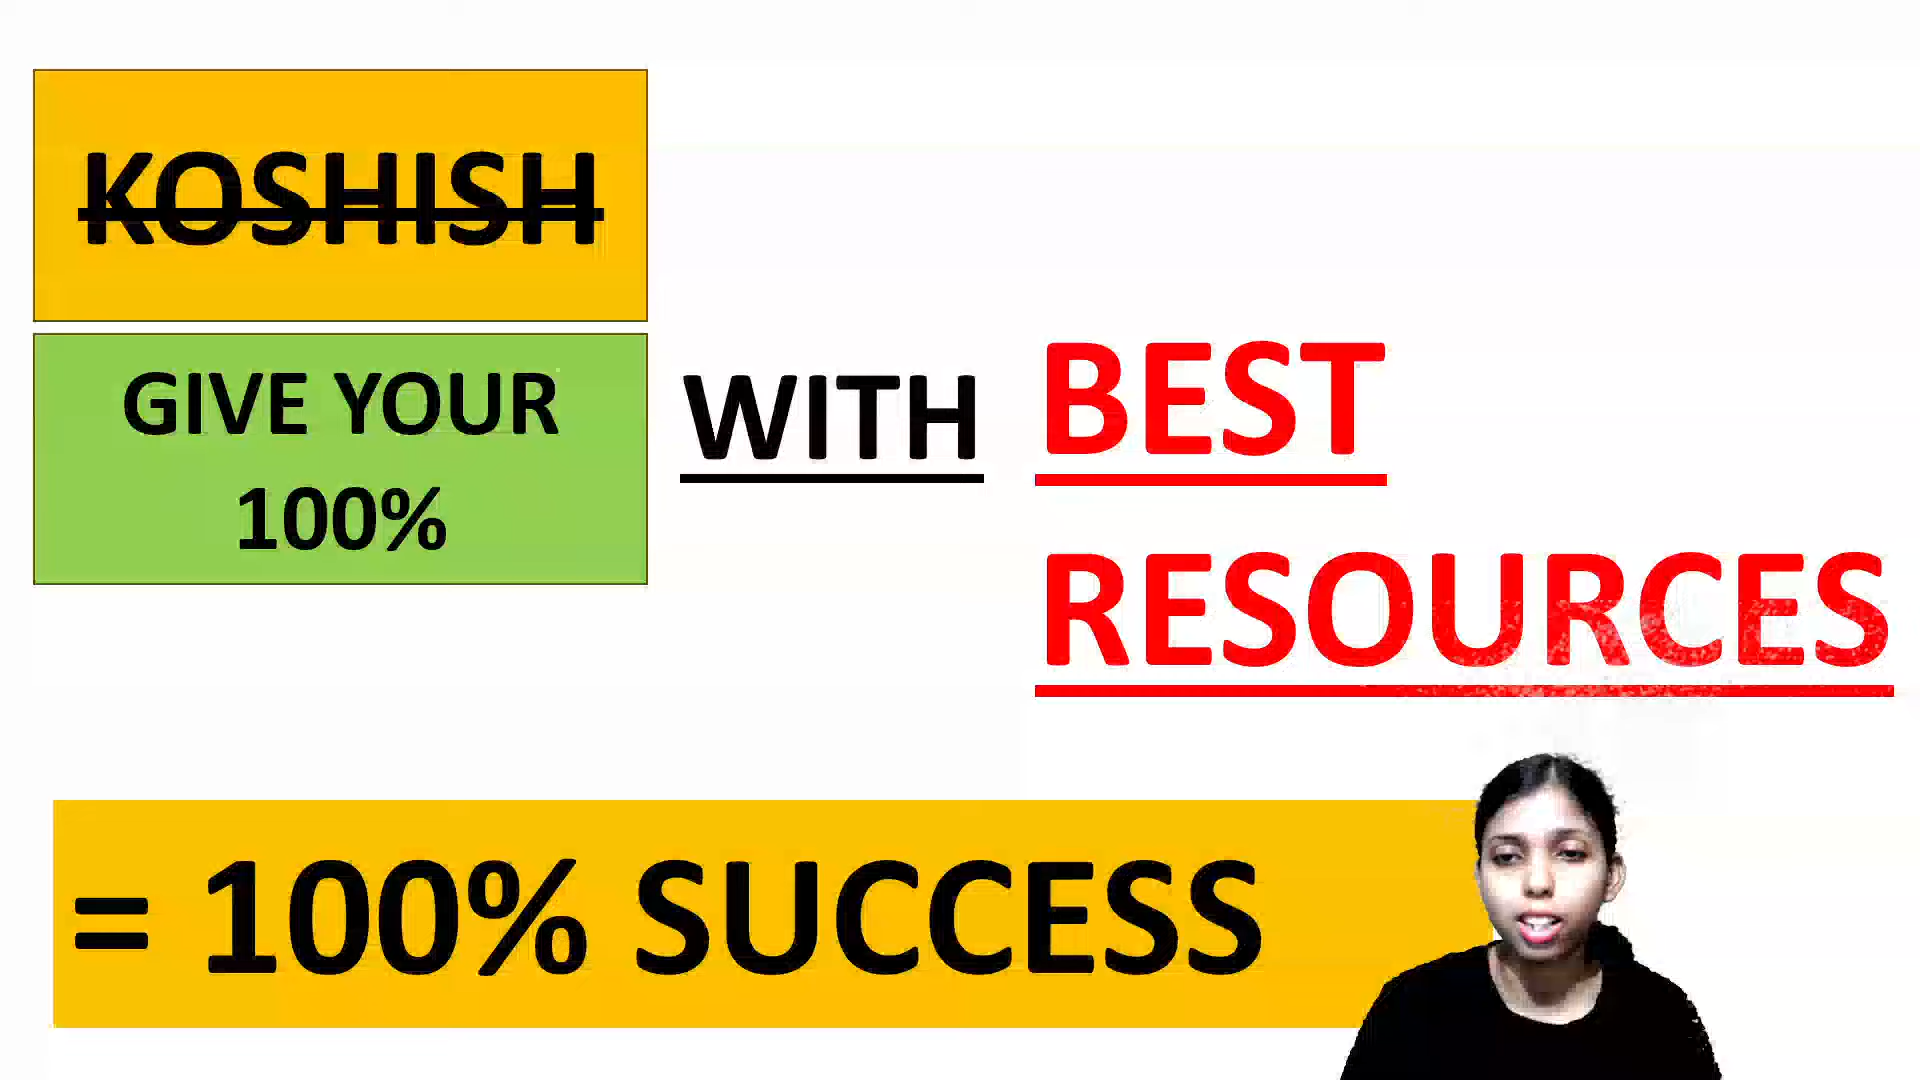 KOSHISH
GIVE YOUR
100%
WITH
BEST
RESOURCES
= 100% SUCCESS